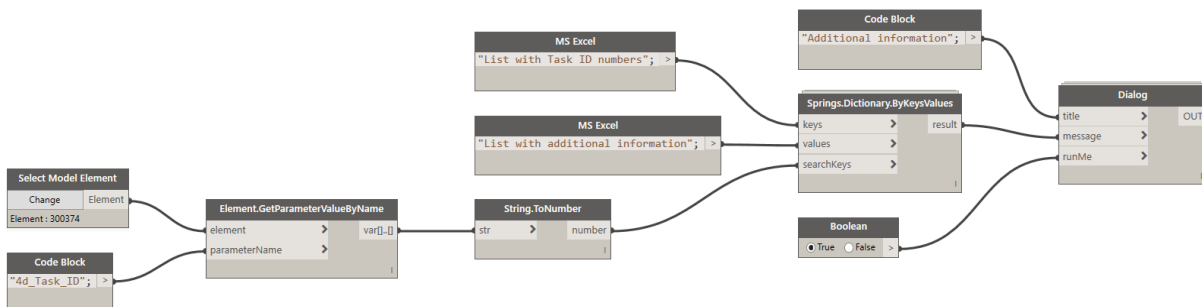 Select Model Element
Change
Element
Element : 300374
Code Block
"4d_Task_ID";
>
Element.GetParameterValueByName
element
>
var[]..[]
parameterName
>
l
MS Excel
"List with Task ID numbers";
>
MS Excel
"List with additional information";
>
String.ToNumber
str
>
number
l
Code Block
"Additional information";
>
Springs.Dictionary.ByKeysValues
keys
>
result
values
>
searchKeys
>
l
Boolean
True
False
>
Dialog
title
>
OUT
message
>
runMe
>
l